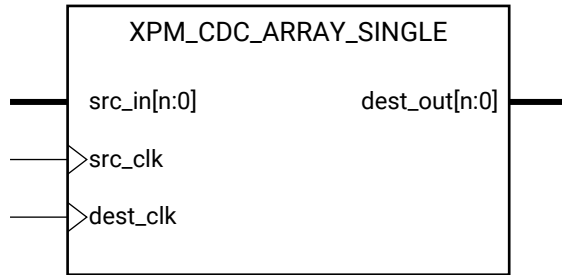 XPM_CDC_ARRAY_SINGLE
src_in[n:0] dest_out[n:0]
src_clk
dest_clk